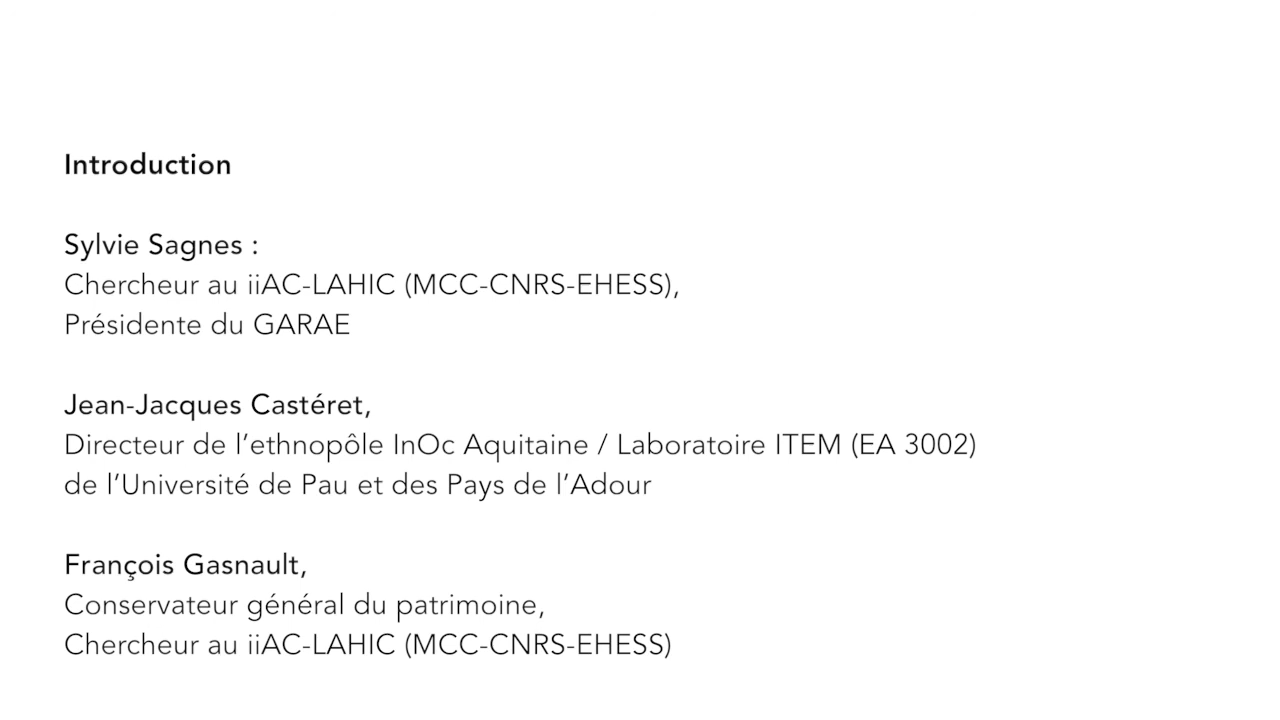 Introduction
Sylvie Sagnes :
Chercheur au iiAC-LAHIC (MCC-CNRS-EHESS),
Présidente du GARAE
Jean-Jacques Castéret,
Directeur de l’ethnopôle InOc Aquitaine / Laboratoire ITEM (EA 3002)
de l’Université de Pau et des Pays de l’Adour
François Gasnault,
Conservateur général du patrimoine,
Chercheur au iiAC-LAHIC (MCC-CNRS-EHESS)